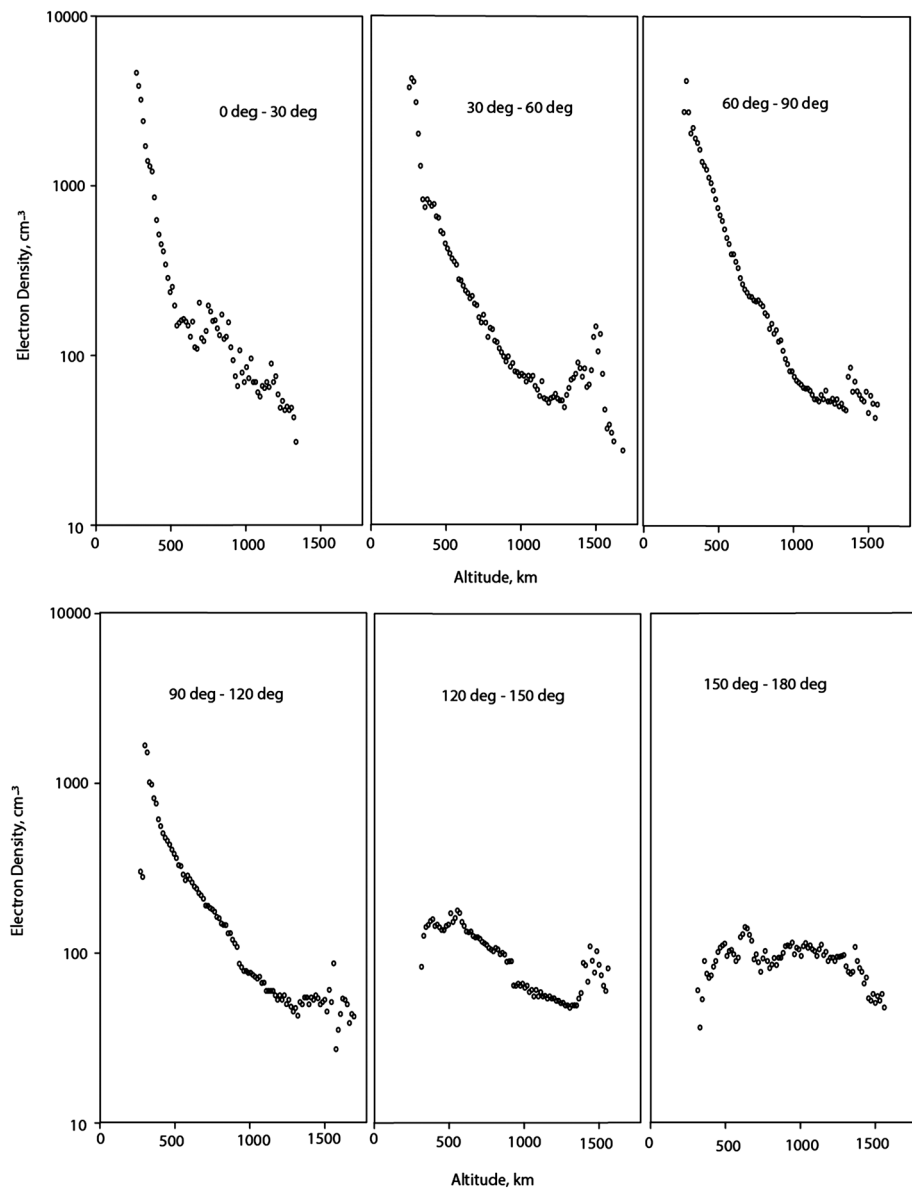 10000
1000
100
10
Electron Density, cm⁻³
0 deg - 30 deg
30 deg - 60 deg
60 deg - 90 deg
0 500 1000 1500
0 500 1000 1500
0 500 1000 1500
Altitude, km
10000
1000
100
10
Electron Density, cm⁻³
90 deg - 120 deg
120 deg - 150 deg
150 deg - 180 deg
0 500 1000 1500
0 500 1000 1500
0 500 1000 1500
Altitude, km